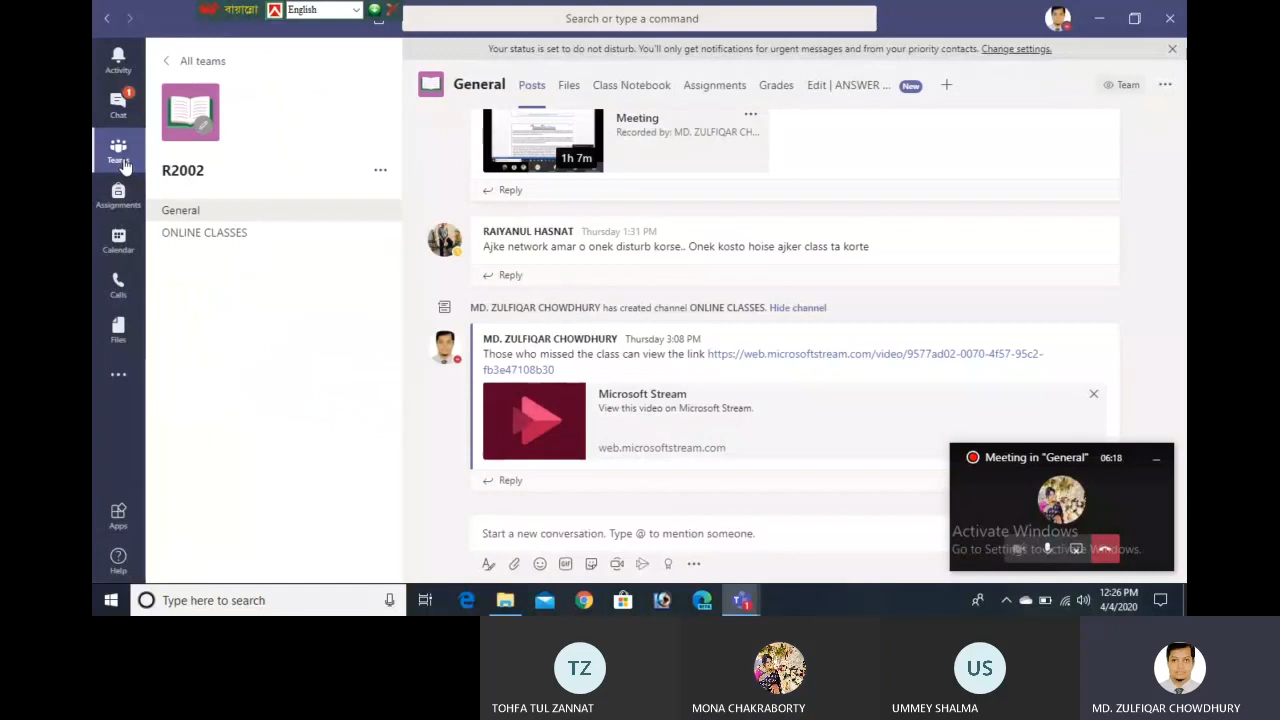 বায়ান্নো
English
Search or type a command
Activity
1
Chat
Teams
Assignments
Calendar
Calls
Files
Apps
Help
All teams
R2002
General
ONLINE CLASSES
Your status is set to do not disturb. You'll only get notifications for urgent messages and from your priority contacts. Change settings.
General Posts Files Class Notebook Assignments Grades Edit | ANSWER ... New
Team
Meeting
Recorded by: MD. ZULFIQAR CH...
1h 7m
Reply
RAIYANUL HASNAT Thursday 1:31 PM
Ajke network amar o onek disturb korse.. Onek kosto hoise ajker class ta korte
Reply
MD. ZULFIQAR CHOWDHURY has created channel ONLINE CLASSES. Hide channel
MD. ZULFIQAR CHOWDHURY Thursday 3:08 PM
Those who missed the class can view the link https://web.microsoftstream.com/video/9577ad02-0070-4f57-95c2-
fb3e47108b30
Microsoft Stream
View this video on Microsoft Stream.
web.microsoftstream.com
Reply
Start a new conversation. Type @ to mention someone.
Meeting in "General" 06:18
Activate Windows
Go to Settings to activate Windows.
Type here to search
1
12:26 PM
4/4/2020
TZ
TOHFA TUL ZANNAT
MONA CHAKRABORTY
US
UMMEY SHALMA
MD. ZULFIQAR CHOWDHURY